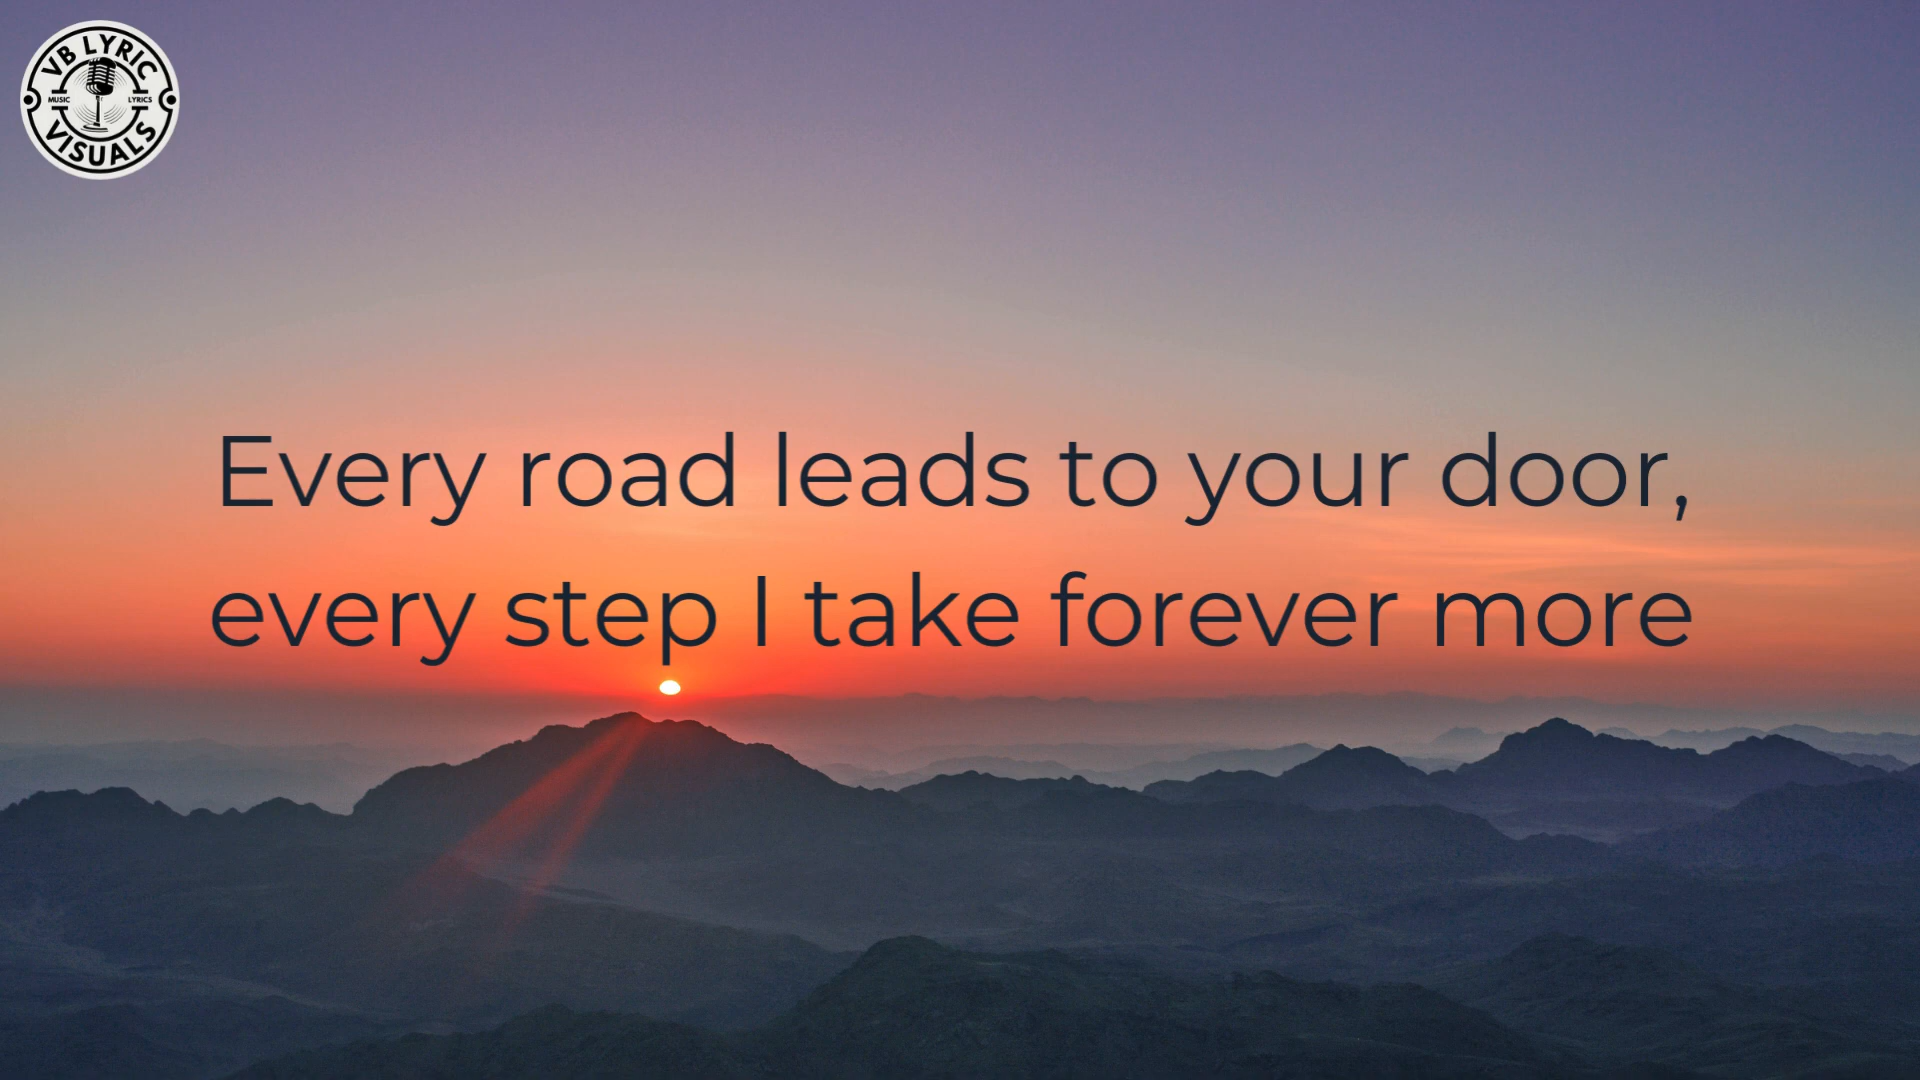 VB LYRIC
MUSIC
LYRICS
VISUALS
Every road leads to your door,
every step I take forever more